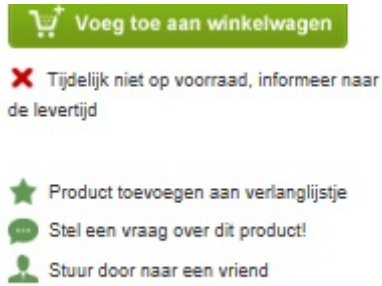 Voeg toe aan winkelwagen
Tijdelijk niet op voorraad, informeer naar
de levertijd
Product toevoegen aan verlanglijstje
Stel een vraag over dit product!
Stuur door naar een vriend